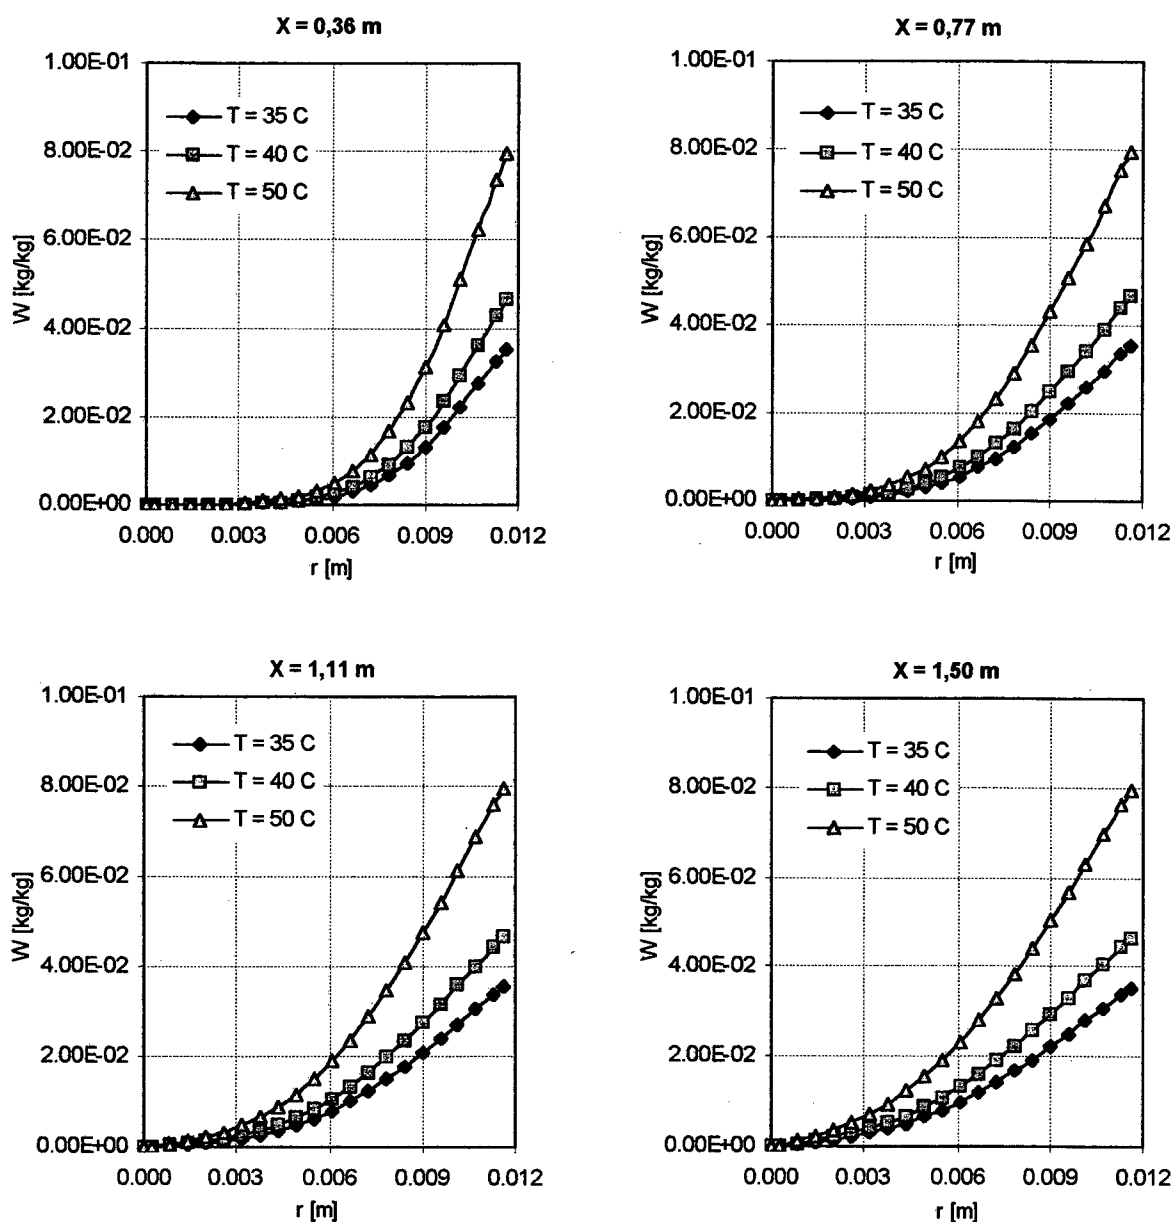 X = 0,36 m
1.00E-01
8.00E-02
6.00E-02
4.00E-02
2.00E-02
0.00E+00
W [kg/kg]
T = 35 C
T = 40 C
T = 50 C
0.000 0.003 0.006 0.009 0.012
r [m]
X = 0,77 m
1.00E-01
8.00E-02
6.00E-02
4.00E-02
2.00E-02
0.00E+00
W [kg/kg]
T = 35 C
T = 40 C
T = 50 C
0.000 0.003 0.006 0.009 0.012
r [m]
X = 1,11 m
1.00E-01
8.00E-02
6.00E-02
4.00E-02
2.00E-02
0.00E+00
W [kg/kg]
T = 35 C
T = 40 C
T = 50 C
0.000 0.003 0.006 0.009 0.012
r [m]
X = 1,50 m
1.00E-01
8.00E-02
6.00E-02
4.00E-02
2.00E-02
0.00E+00
W [kg/kg]
T = 35 C
T = 40 C
T = 50 C
0.000 0.003 0.006 0.009 0.012
r [m]